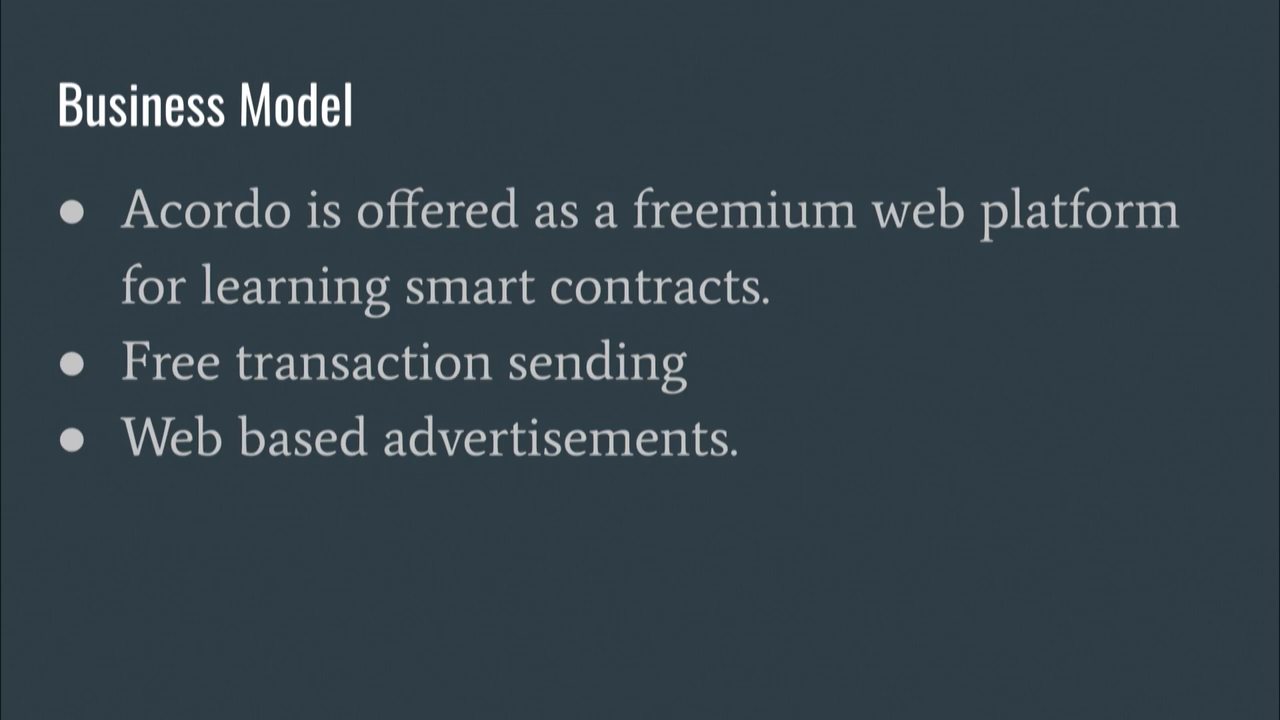 Business Model
● Acordo is offered as a freemium web platform
for learning smart contracts.
● Free transaction sending
● Web based advertisements.